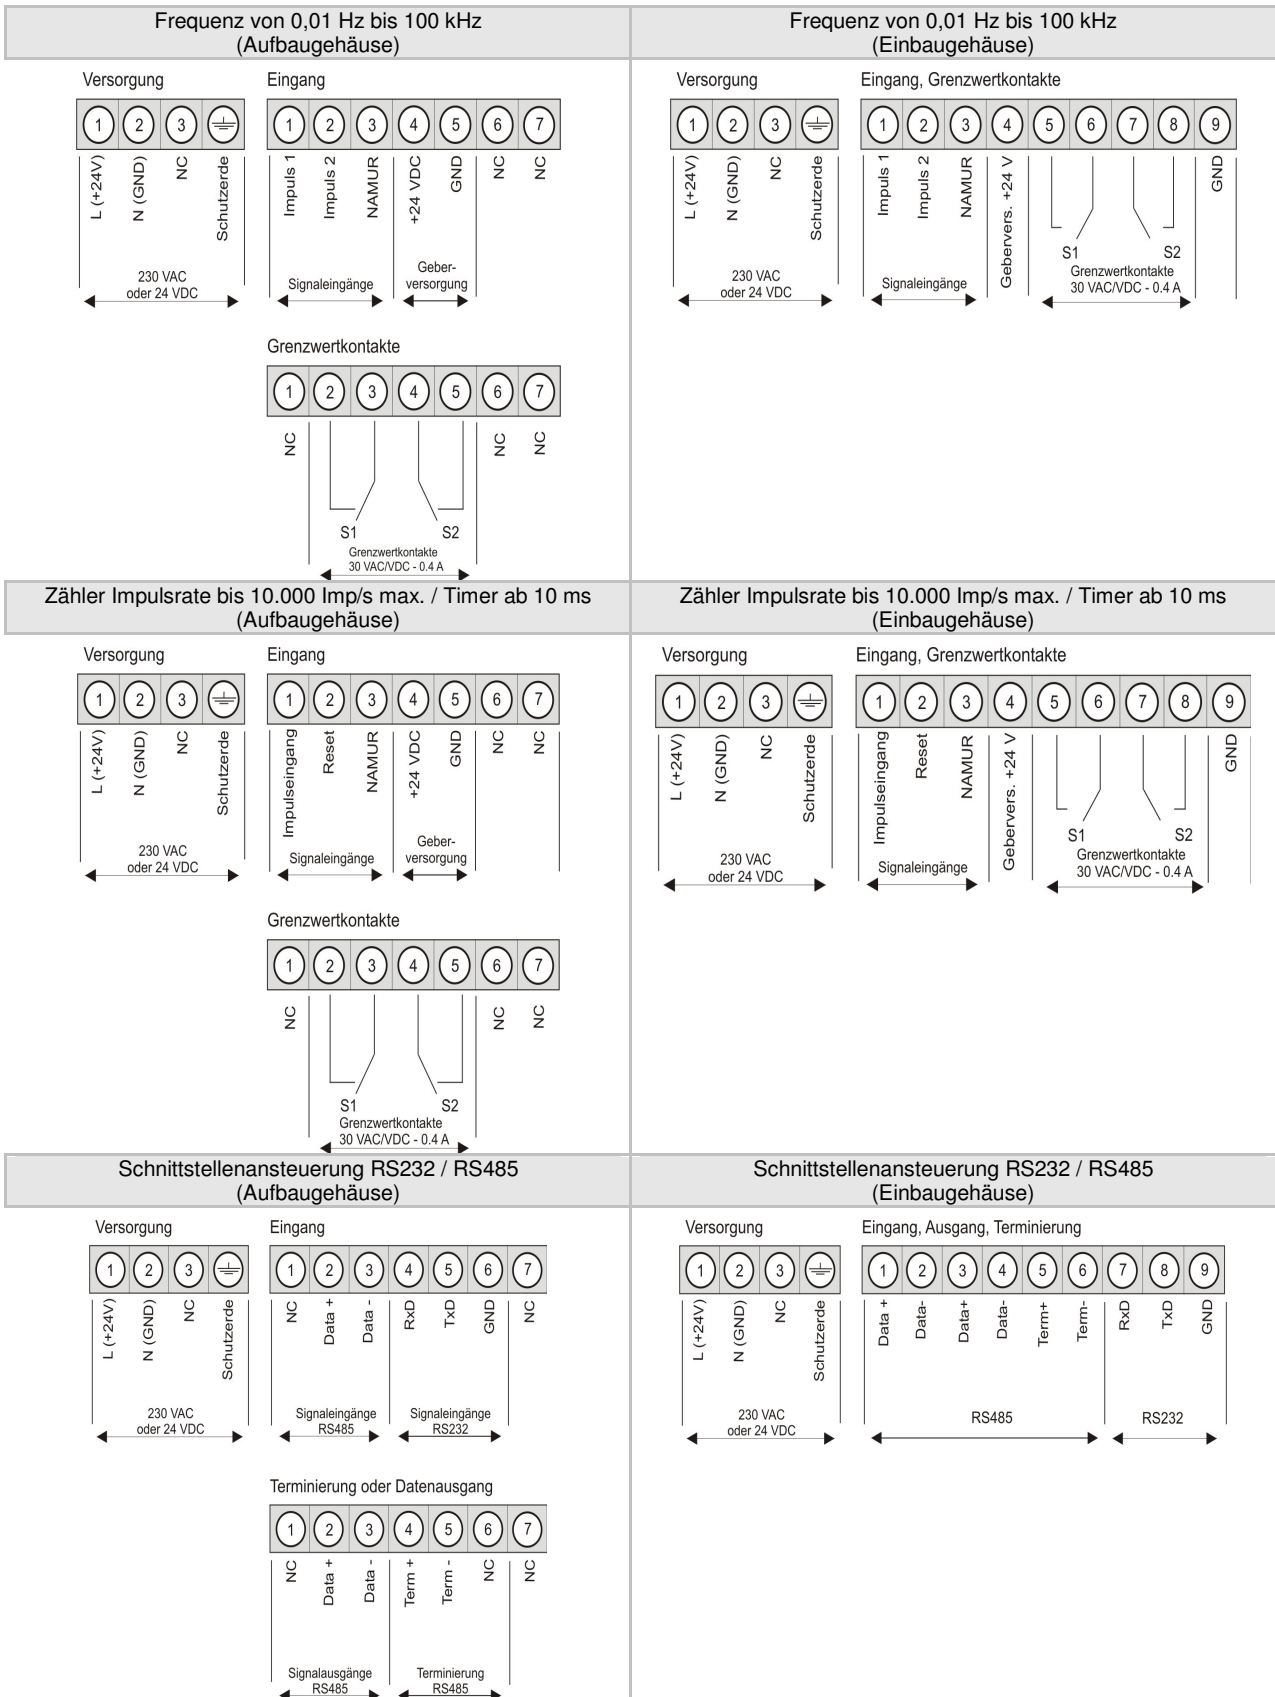 Frequenz von 0,01 Hz bis 100 kHz
(Aufbaugehäuse)
Versorgung Eingang
1 2 3 1 2 3 4 5 6 7
L (+24V) N (GND) NC Schutzerde Impuls 1 Impuls 2 NAMUR +24 VDC GND NC NC
230 VAC
oder 24 VDC
Signaleingänge
Geber-
versorgung
Grenzwertkontakte
1 2 3 4 5 6 7
NC NC NC
S1 S2
Grenzwertkontakte
30 VAC/VDC - 0.4 A
Frequenz von 0,01 Hz bis 100 kHz
(Einbaugehäuse)
Versorgung Eingang, Grenzwertkontakte
1 2 3 1 2 3 4 5 6 7 8 9
L (+24V) N (GND) NC Schutzerde Impuls 1 Impuls 2 NAMUR Gebervers. +24 V GND
S1 S2
230 VAC
oder 24 VDC
Signaleingänge
Grenzwertkontakte
30 VAC/VDC - 0.4 A
Zähler Impulsrate bis 10.000 Imp/s max. / Timer ab 10 ms
(Aufbaugehäuse)
Versorgung Eingang
1 2 3 1 2 3 4 5 6 7
L (+24V) N (GND) NC Schutzerde Impulseingang Reset NAMUR +24 VDC GND NC NC
230 VAC
oder 24 VDC
Signaleingänge
Geber-
versorgung
Grenzwertkontakte
1 2 3 4 5 6 7
NC NC NC
S1 S2
Grenzwertkontakte
30 VAC/VDC - 0.4 A
Zähler Impulsrate bis 10.000 Imp/s max. / Timer ab 10 ms
(Einbaugehäuse)
Versorgung Eingang, Grenzwertkontakte
1 2 3 1 2 3 4 5 6 7 8 9
L (+24V) N (GND) NC Schutzerde Impulseingang Reset NAMUR Gebervers. +24 V GND
S1 S2
230 VAC
oder 24 VDC
Signaleingänge
Grenzwertkontakte
30 VAC/VDC - 0.4 A
Schnittstellenansteuerung RS232 / RS485
(Aufbaugehäuse)
Versorgung Eingang
1 2 3 1 2 3 4 5 6 7
L (+24V) N (GND) NC Schutzerde NC Data + Data - RxD TxD GND NC
230 VAC
oder 24 VDC
Signaleingänge
RS485
Signaleingänge
RS232
Terminierung oder Datenausgang
1 2 3 4 5 6 7
NC Data + Data - Term + Term - NC NC
Signalausgänge
RS485
Terminierung
RS485
Schnittstellenansteuerung RS232 / RS485
(Einbaugehäuse)
Versorgung Eingang, Ausgang, Terminierung
1 2 3 1 2 3 4 5 6 7 8 9
L (+24V) N (GND) NC Schutzerde Data + Data- Data+ Data- Term+ Term- RxD TxD GND
230 VAC
oder 24 VDC
RS485 RS232